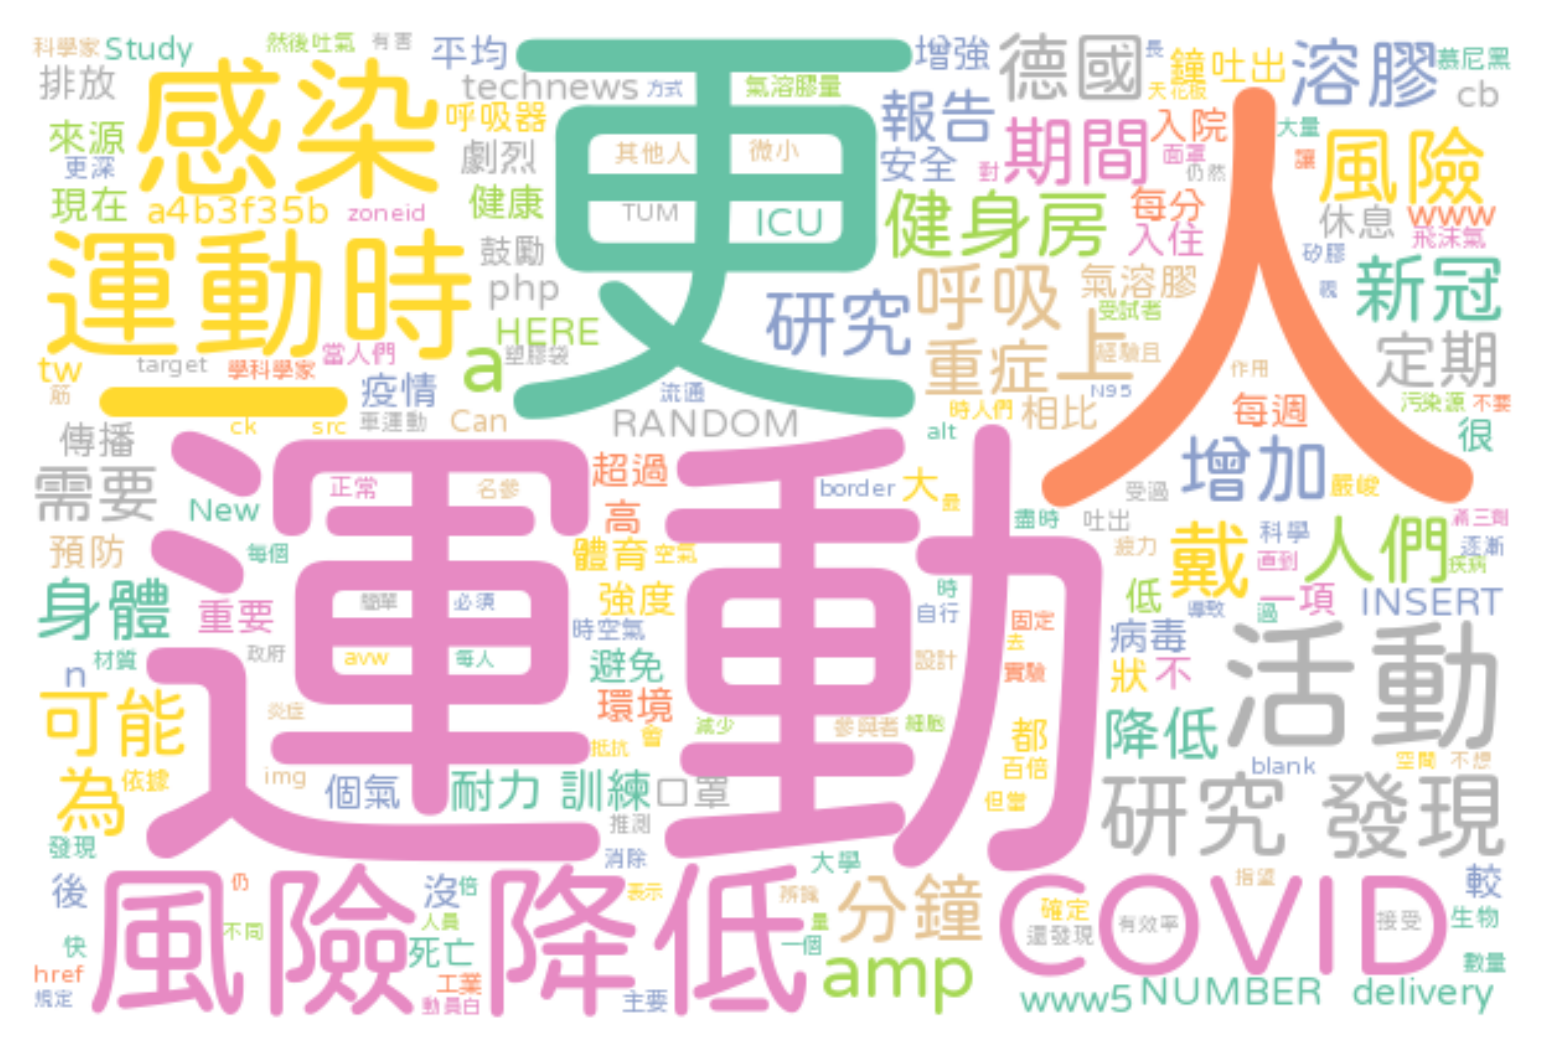 科學家
Study
然後吐氣
有害
平均
增強
德國
長
鐘
吐出
溶膠
慕尼黑
排放
感染
technews
方式
氣溶膠量
更
天花板
cb
呼吸器
報告
期間
入院
人
大量
來源
劇烈
其他人
微小
安全
對
面罩
仍然
讓
風險
更深
現在
a4b3f35b
zoneid
健康
TUM
ICU
健身房
每分
休息
www
運動時
鼓勵
入住
飛沫氣
矽膠
php
研究
呼吸
氣溶膠
受試者
新冠
HERE
塑膠袋
當人們
重症
上
經驗且
定期
tw
target
學科學家
a
疫情
流通
N95
作用
筋
一
ck
src
車運動
Can
RANDOM
時人們
相比
每週
污染源
不要
傳播
alt
很
運動
超過
增加
需要
正常
名參
border
大
最
受過
嚴峻
New
高
盡時
吐出
滿三劑
預防
每個
體育
空氣
疲力
戴
科學
人們
逐漸
直到
疾病
身體
重要
簡單
必須
強度
時
自行
低
導致
一項
過
INSERT
時空氣
固定
去
病毒
n
材質
政府
avw
每人
避免
設計
實驗
狀
不
活動
可能
炎症
環境
減少
參與者
細胞
都
降低
抵抗
會
百倍
blank
空間
不想
為
依據
img
個氣
耐力
訓練
口罩
但當
研究
發現
推測
發現
消除
大學
後
風險降低
仍
沒
倍
表示
辨識
分鐘
COVID
指望
較
不同
人員
量
確定
有效率
接受
生物
還發現
快
死亡
一個
數量
href
工業
amp
規定
動員白
主要
www5
NUMBER
delivery